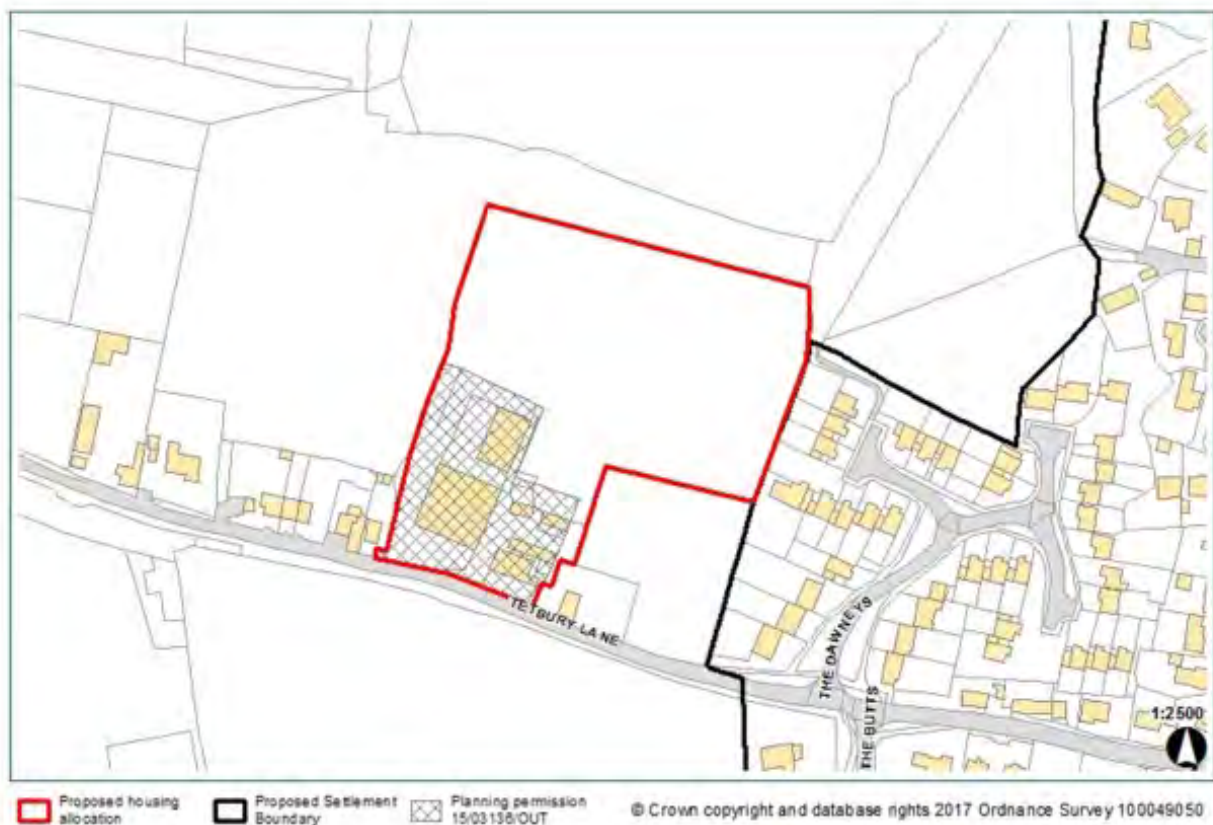 TETBURY LANE
THE DAWNEYS
THE BUTTS
1:2500
Proposed housing
allocation
Proposed Settlement
Boundary
Planning permission
15/03136/OUT
© Crown copyright and database rights 2017 Ordnance Survey 100049050